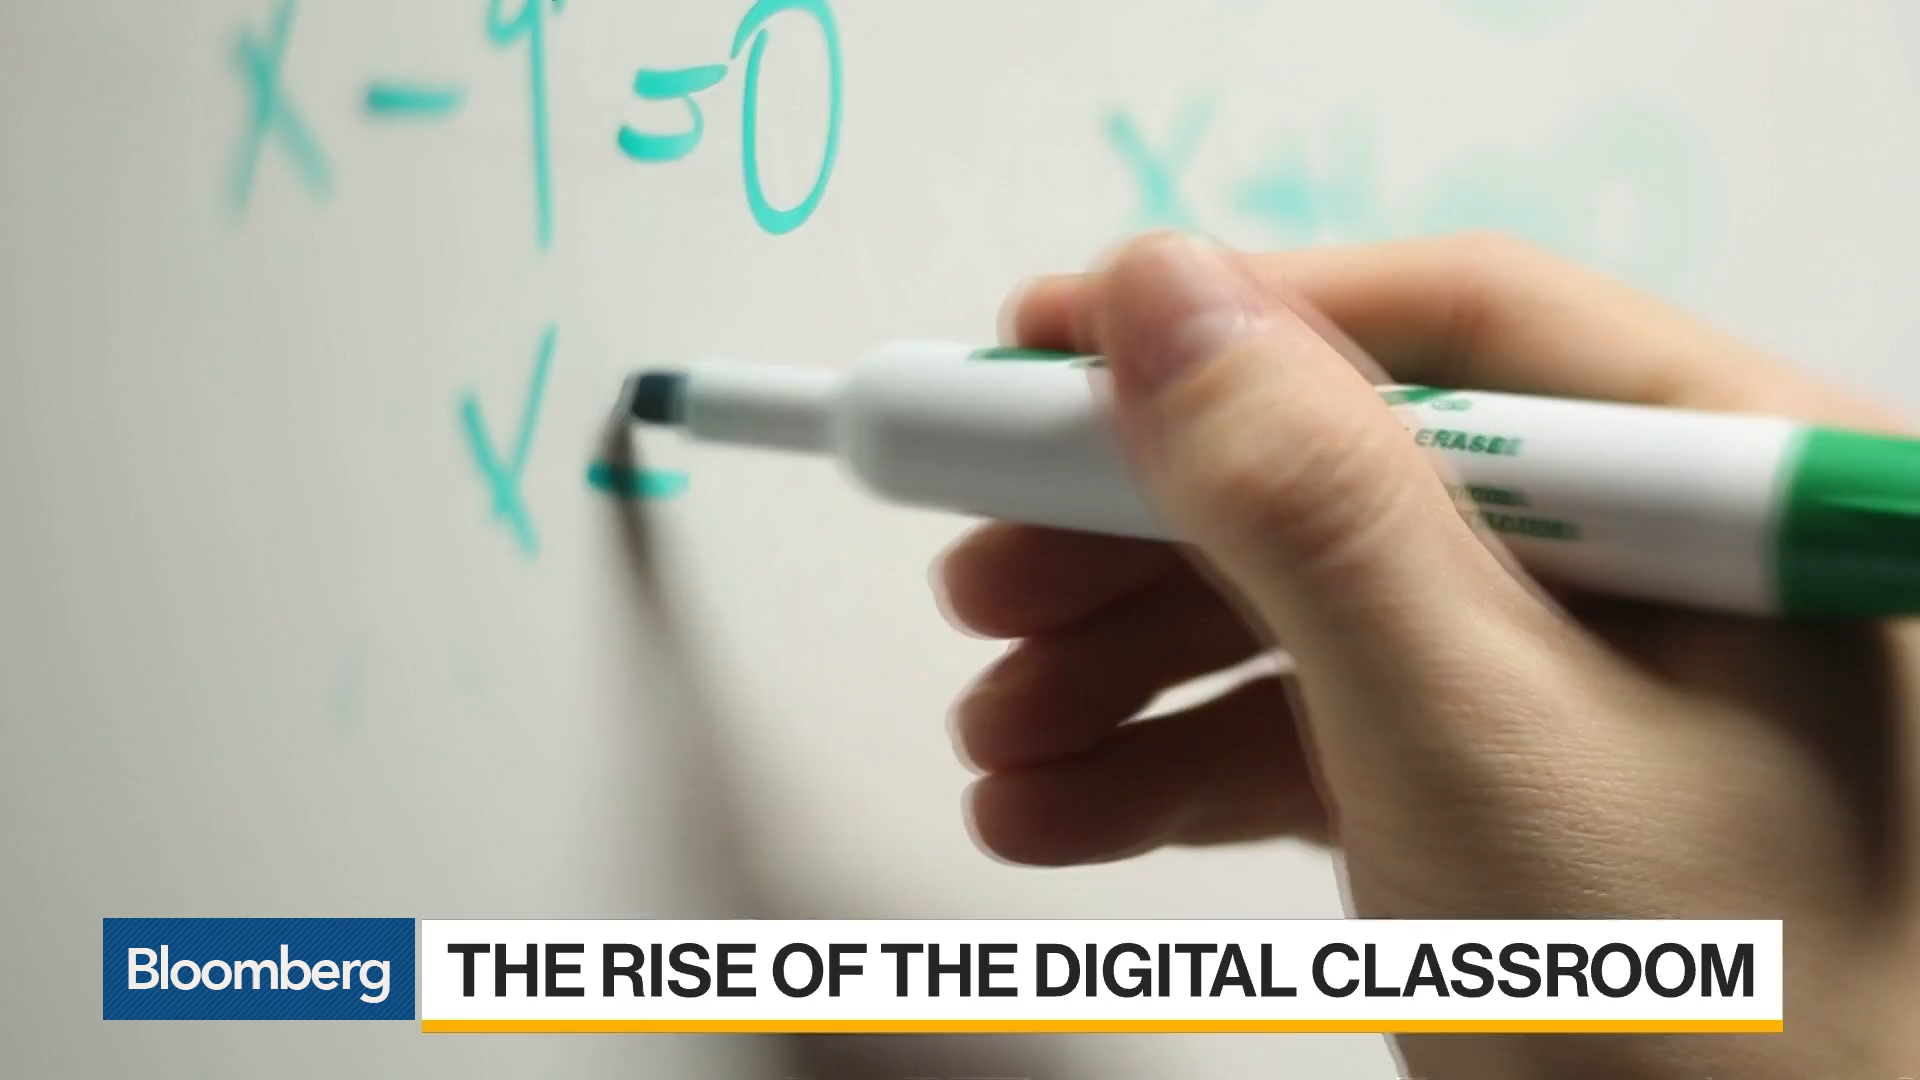 x - 9 = 0
x
x =
ERASE
Bloomberg
THE RISE OF THE DIGITAL CLASSROOM